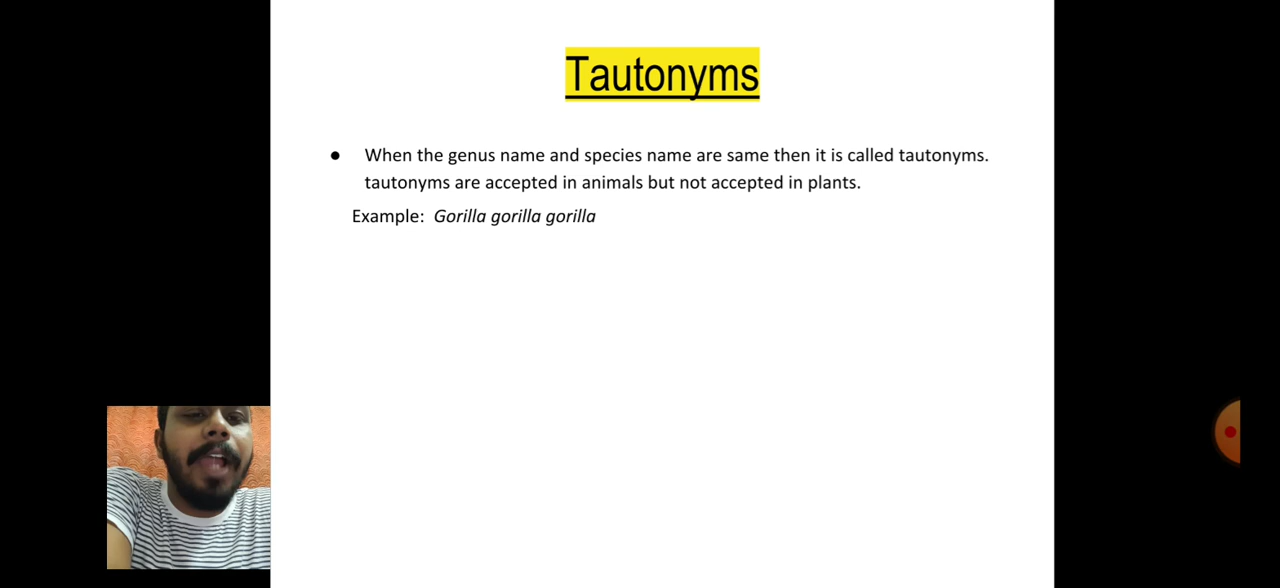 Tautonyms
● When the genus name and species name are same then it is called tautonyms.
tautonyms are accepted in animals but not accepted in plants.
Example: Gorilla gorilla gorilla